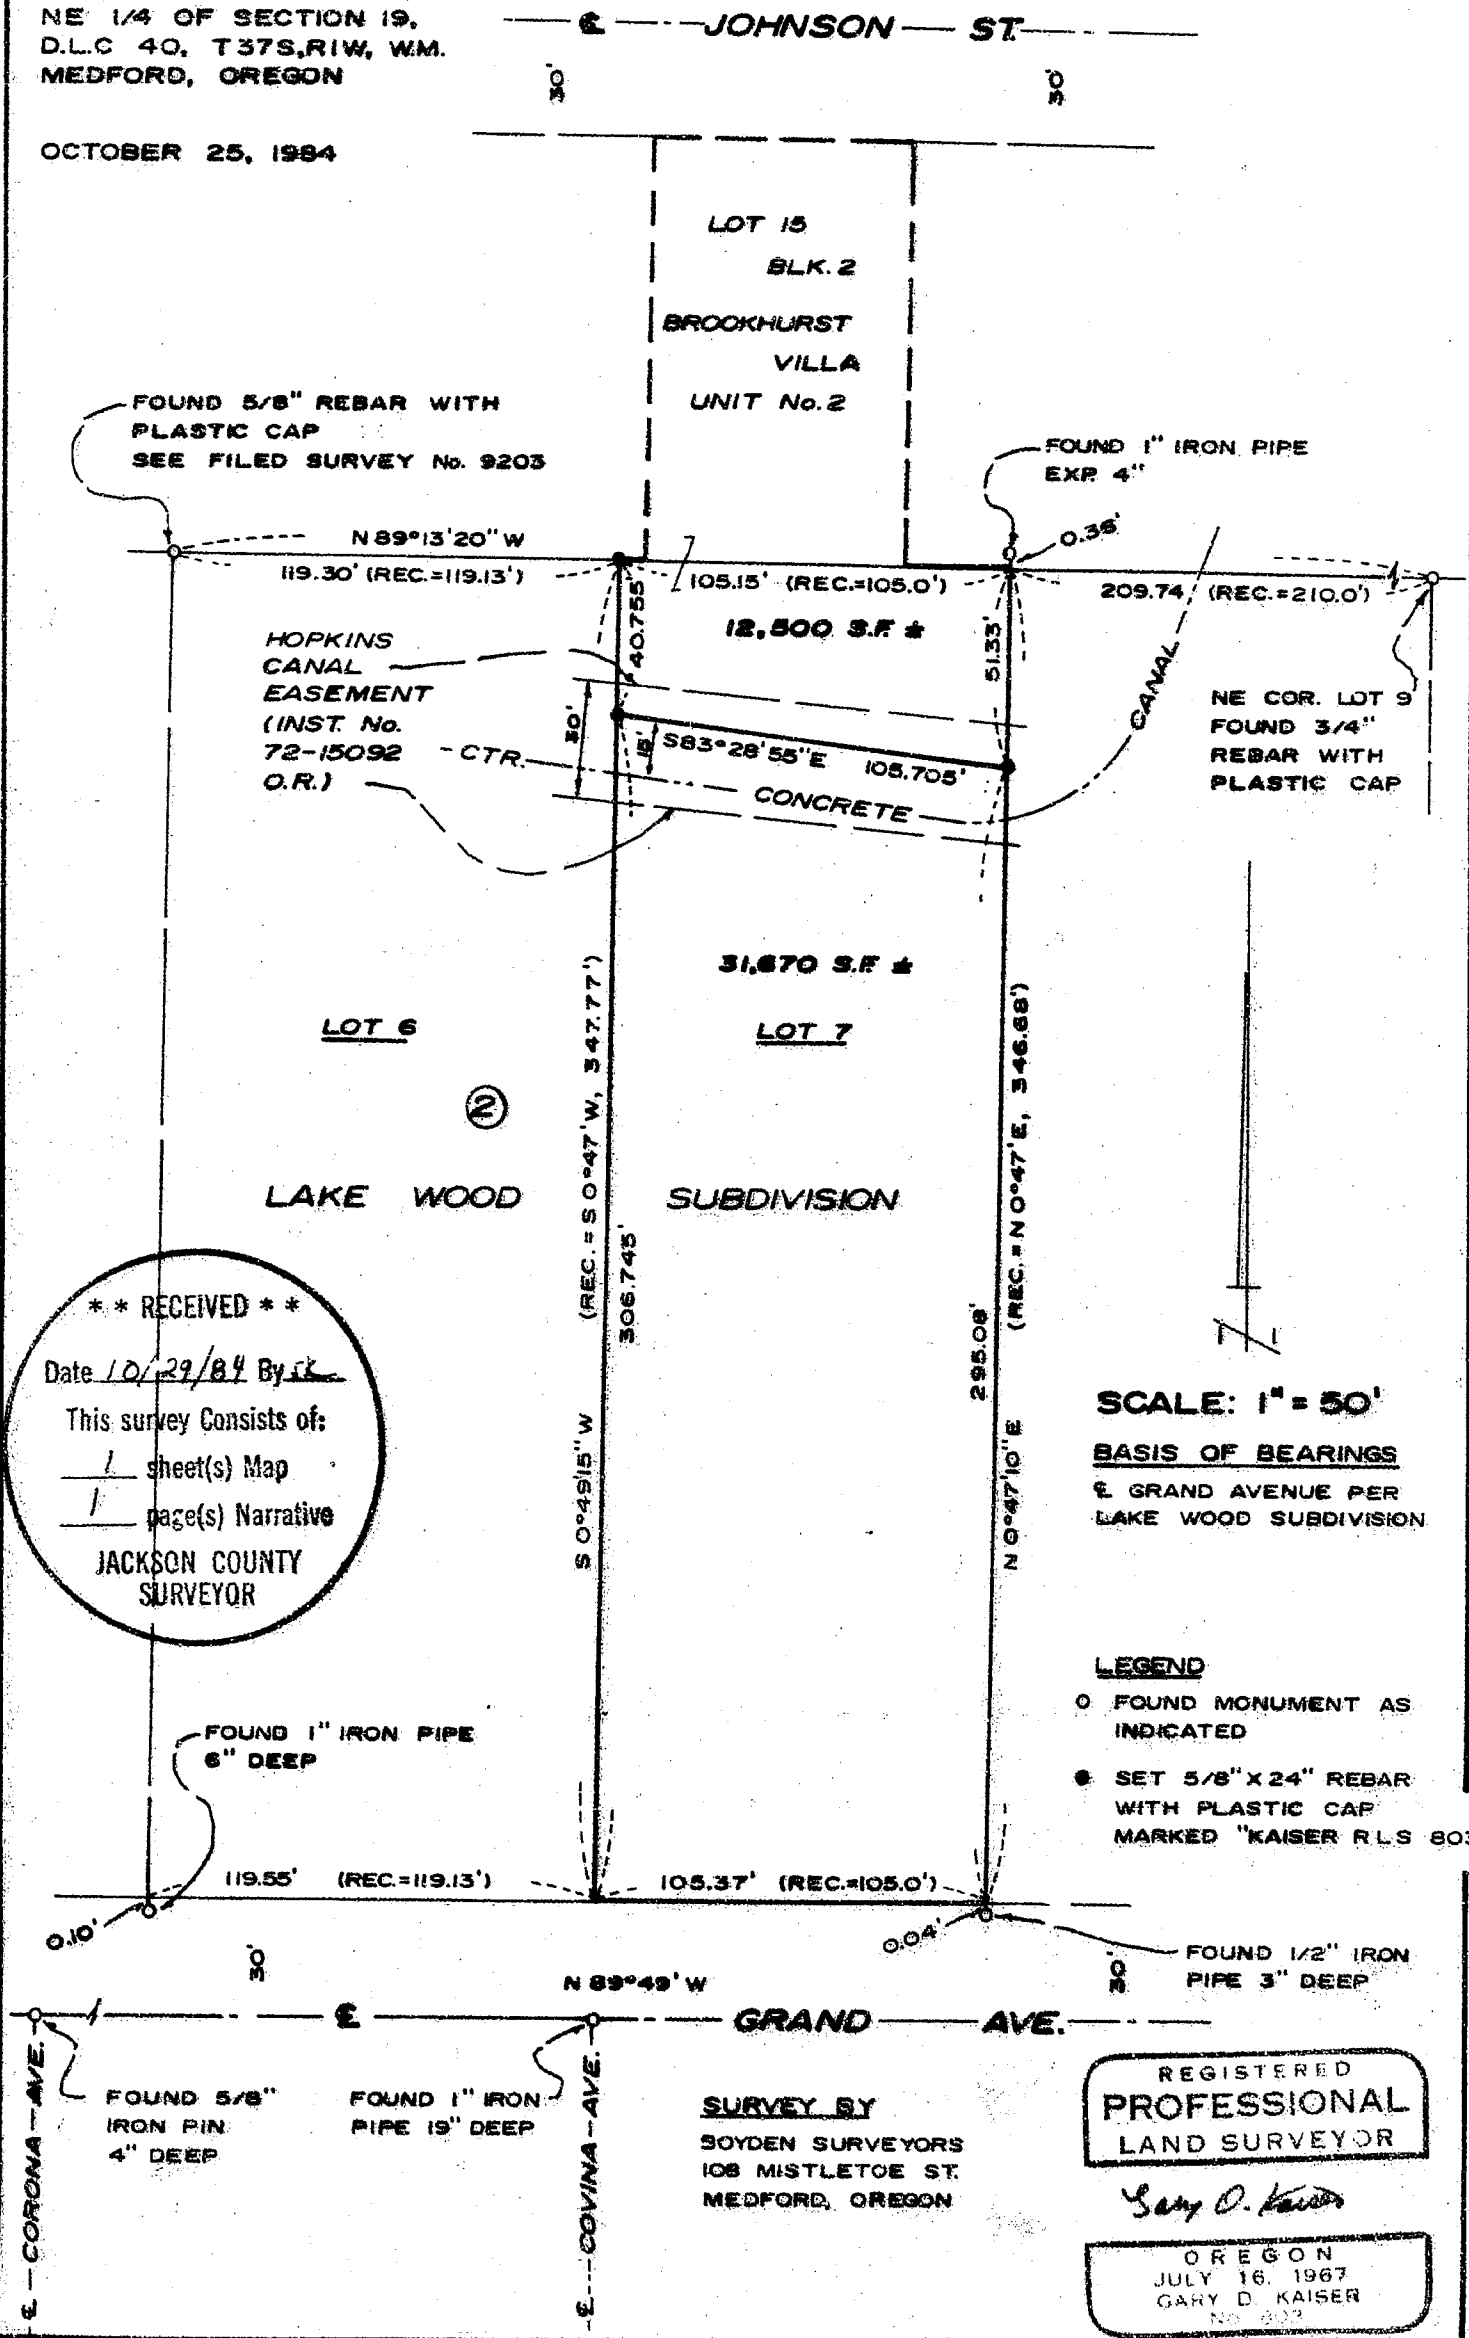 NE 1/4 OF SECTION 19,
D.L.C 40, T37S,R1W, W.M.
MEDFORD, OREGON
OCTOBER 25, 1984
℄ JOHNSON ST.
30'
30'
LOT 15
BLK. 2
BROOKHURST
VILLA
UNIT No. 2
FOUND 5/8" REBAR WITH
PLASTIC CAP
SEE FILED SURVEY No. 9203
FOUND 1" IRON PIPE
EXP. 4"
0.36'
N 89°13'20" W
119.30' (REC.=119.13')
105.15' (REC.=105.0')
209.74' (REC.=210.0')
12,500 S.F. ±
40.755'
51.33'
HOPKINS
CANAL
EASEMENT
(INST. No.
72-15092
O.R.)
CTR.
30'
15'
S83°28'55"E 105.705'
CONCRETE
CANAL
NE COR. LOT 9
FOUND 3/4"
REBAR WITH
PLASTIC CAP
31,670 S.F. ±
LOT 6
LOT 7
2
LAKE WOOD SUBDIVISION
(REC.=S0°47'W, 347.77')
306.745'
S 0°49'15" W
(REC.=N0°47'E, 346.68')
295.08'
N 0°47'10" E
* * RECEIVED * *
Date 10/29/84 By
This survey Consists of:
1 sheet(s) Map
1 page(s) Narrative
JACKSON COUNTY
SURVEYOR
SCALE: 1" = 50'
BASIS OF BEARINGS
℄ GRAND AVENUE PER
LAKE WOOD SUBDIVISION
LEGEND
FOUND MONUMENT AS
INDICATED
SET 5/8" X 24" REBAR
WITH PLASTIC CAP
MARKED "KAISER RLS 803
FOUND 1" IRON PIPE
6" DEEP
119.55' (REC.=119.13')
105.37' (REC.=105.0')
0.10'
0.04'
FOUND 1/2" IRON
PIPE 3" DEEP
30'
30'
N 89°49' W
℄ GRAND AVE.
℄ CORONA AVE.
FOUND 5/8"
IRON PIN
4" DEEP
FOUND 1" IRON
PIPE 19" DEEP
℄ COVINA AVE.
SURVEY BY
BOYDEN SURVEYORS
108 MISTLETOE ST.
MEDFORD, OREGON
REGISTERED
PROFESSIONAL
LAND SURVEYOR
Gary D. Kaiser
OREGON
JULY 16, 1967
GARY D. KAISER
No. 803